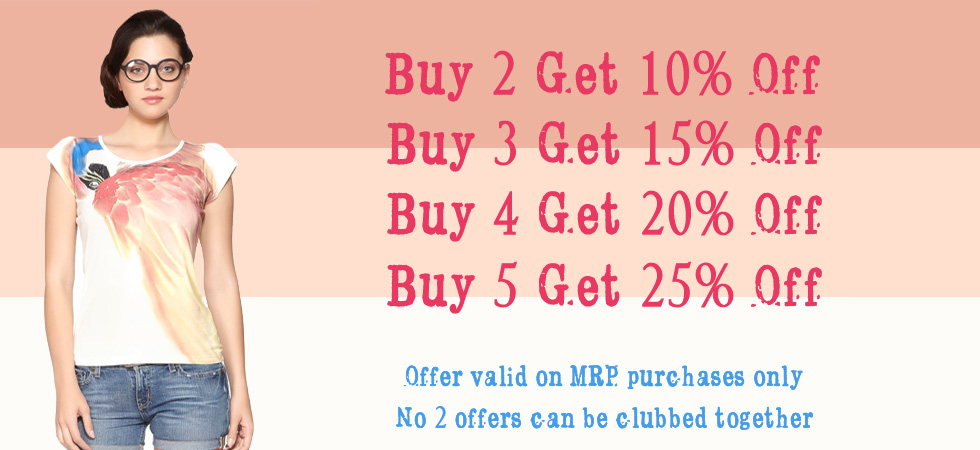 Buy 2 Get 10% Off
Buy 3 Get 15% Off
Buy 4 Get 20% Off
Buy 5 Get 25% Off
Offer valid on MRP. purchases only
No 2 offers can be clubbed together